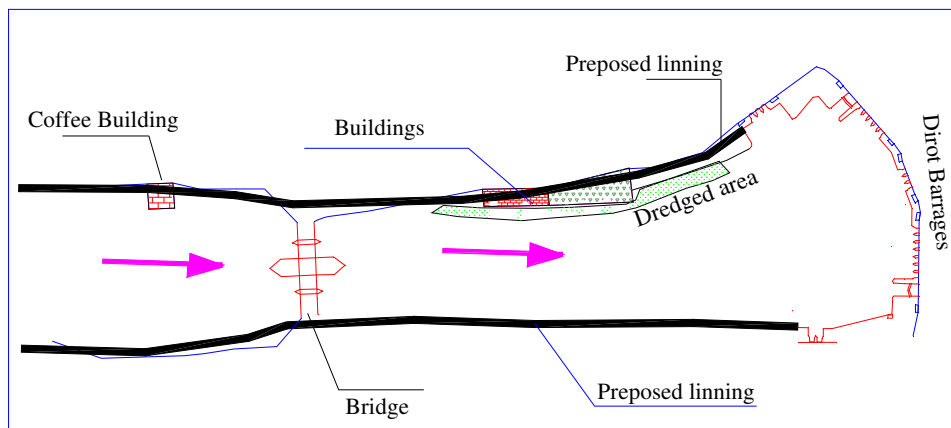 Preposed linning
Coffee Building
Buildings
Dirot Barrages
Dredged area
Preposed linning
Bridge